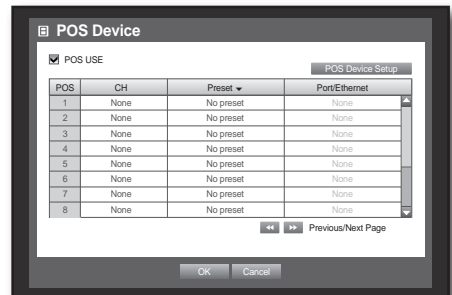 POS Device
POS USE
POS Device Setup
POS CH Preset Port/Ethernet
1 None No preset None
2 None No preset None
3 None No preset None
4 None No preset None
5 None No preset None
6 None No preset None
7 None No preset None
8 None No preset None
Previous/Next Page
OK Cancel